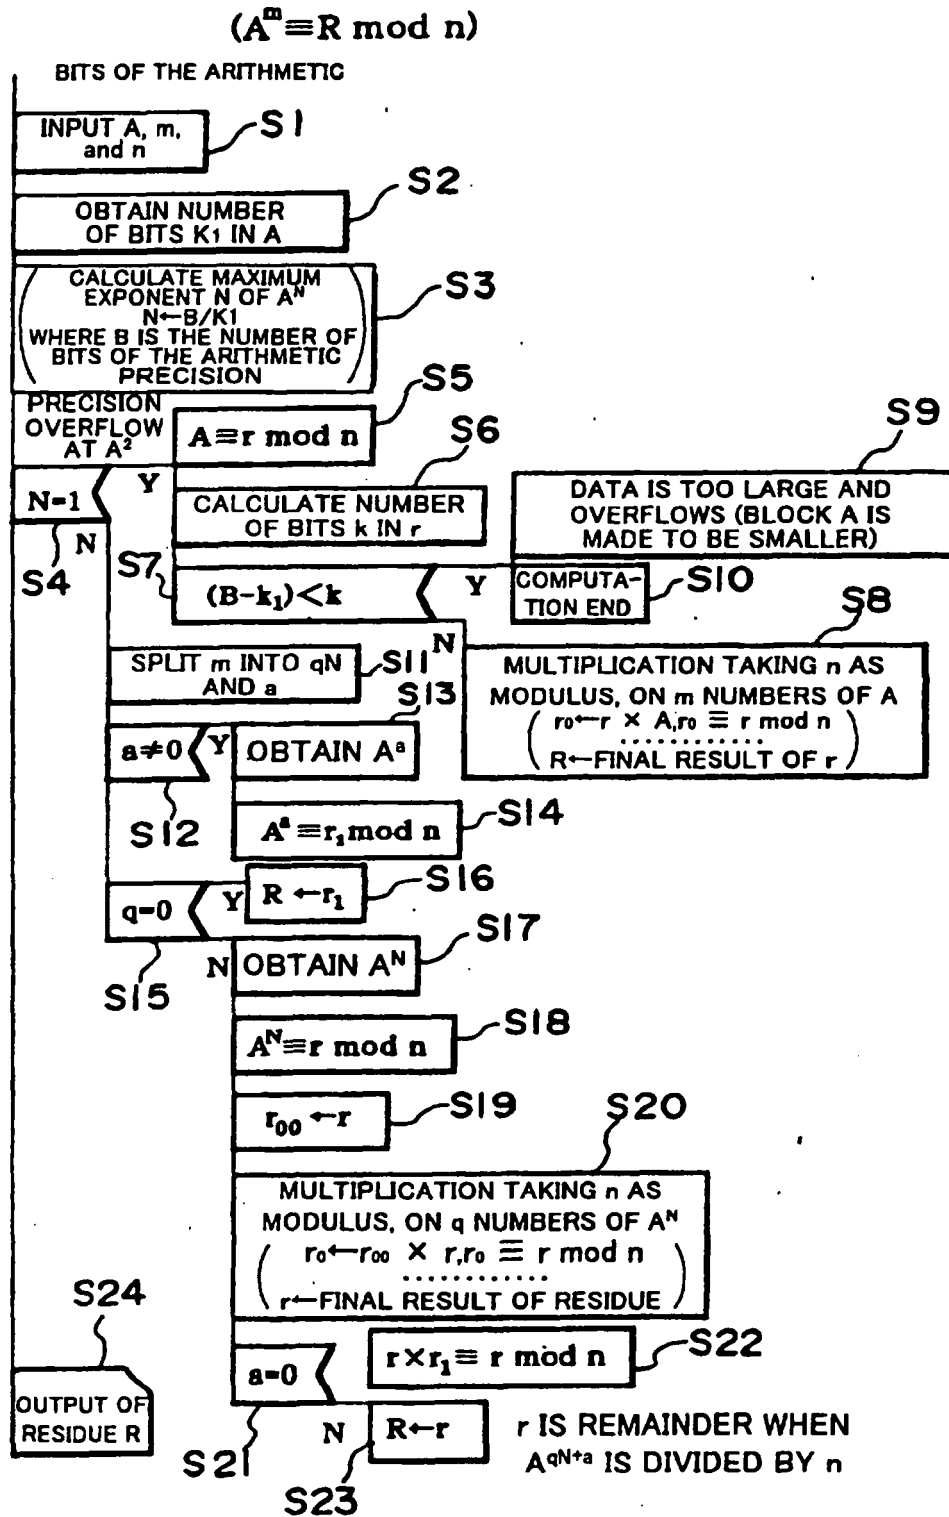 (A^m≡R mod n)
BITS OF THE ARITHMETIC
INPUT A, m,
and n
S1
S2
OBTAIN NUMBER
OF BITS K1 IN A
CALCULATE MAXIMUM
EXPONENT N OF A^N
N←B/K1
WHERE B IS THE NUMBER OF
BITS OF THE ARITHMETIC
PRECISION
S3
PRECISION
OVERFLOW
AT A²
S5
A≡r mod n
S6
S9
N=1
Y
N
S4
CALCULATE NUMBER
OF BITS k IN r
DATA IS TOO LARGE AND
OVERFLOWS (BLOCK A IS
MADE TO BE SMALLER)
S7
(B-k₁)<k
Y
N
COMPUTA-
TION END
S10
S8
SPLIT m INTO qN
AND a
S11
MULTIPLICATION TAKING n AS
MODULUS, ON m NUMBERS OF A
(r₀←r × A,r₀ ≡ r mod n
............
R←FINAL RESULT OF r)
S13
a≠0
Y
OBTAIN A^a
S12
A^a≡r₁ mod n
S14
q=0
Y
R←r₁
S16
S15
N
OBTAIN A^N
S17
A^N≡r mod n
S18
r₀₀←r
S19
S20
MULTIPLICATION TAKING n AS
MODULUS, ON q NUMBERS OF A^N
(r₀←r₀₀ × r,r₀ ≡ r mod n
............
r←FINAL RESULT OF RESIDUE)
S24
OUTPUT OF
RESIDUE R
a=0
N
S21
r×r₁≡ r mod n
S22
R←r
S23
r IS REMAINDER WHEN
A^qN+a IS DIVIDED BY n